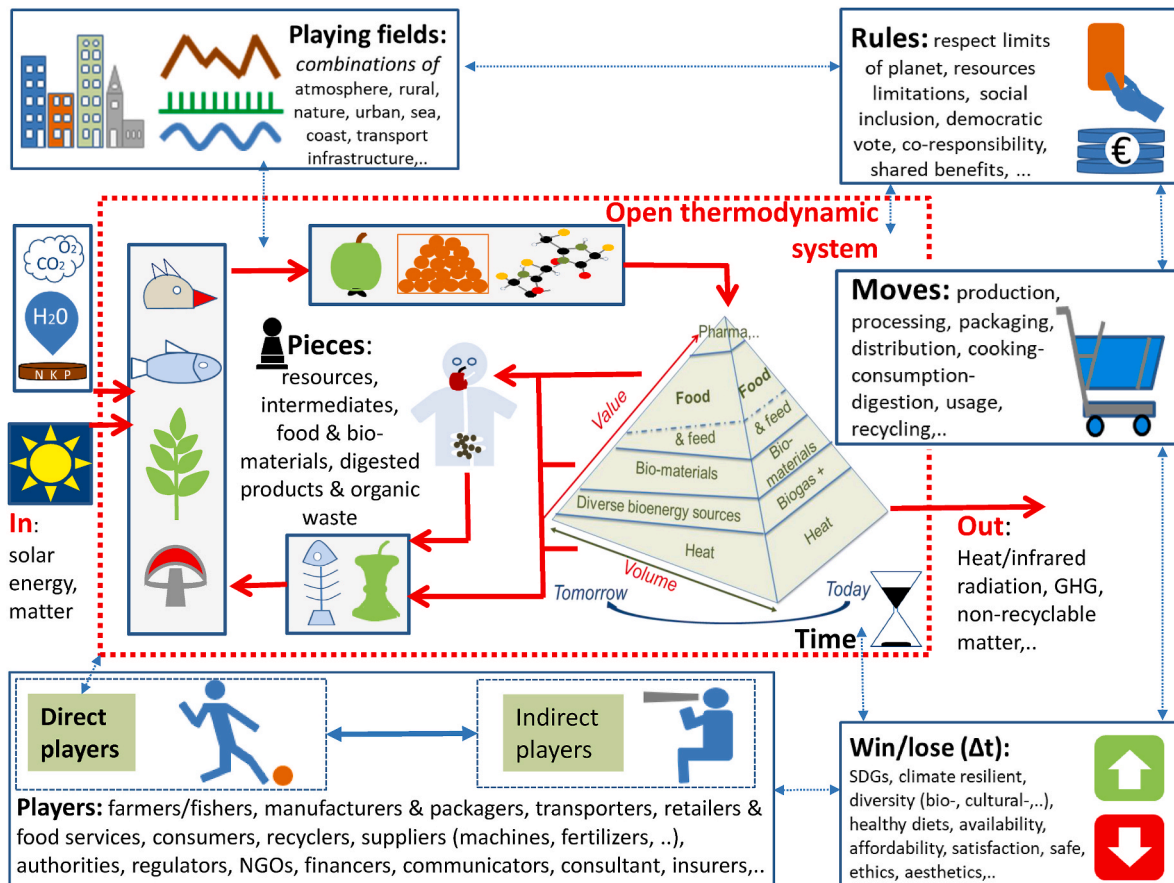 Playing fields:
combinations of
atmosphere, rural,
nature, urban, sea,
coast, transport
infrastructure,..
Rules: respect limits
of planet, resources
limitations, social
inclusion, democratic
vote, co-responsibility,
shared benefits, ...
€
Open thermodynamic
system
O2
CO2
H20
N K P
In:
solar
energy,
matter
Pieces:
resources,
intermediates,
food & bio-
materials, digested
products & organic
waste
Value
Pharma,..
Food
& feed
Bio-materials
Diverse bioenergy sources
Heat
Food
& feed
Bio-
materials
Biogas +
Heat
Volume
Tomorrow
Today
Time
Moves: production,
processing, packaging,
distribution, cooking-
consumption-
digestion, usage,
recycling,..
Out:
Heat/infrared
radiation, GHG,
non-recyclable
matter,..
Direct
players
Indirect
players
Players: farmers/fishers, manufacturers & packagers, transporters, retailers &
food services, consumers, recyclers, suppliers (machines, fertilizers, ..),
authorities, regulators, NGOs, financers, communicators, consultant, insurers,..
Win/lose (Δt):
SDGs, climate resilient,
diversity (bio-, cultural-,..),
healthy diets, availability,
affordability, satisfaction, safe,
ethics, aesthetics,..